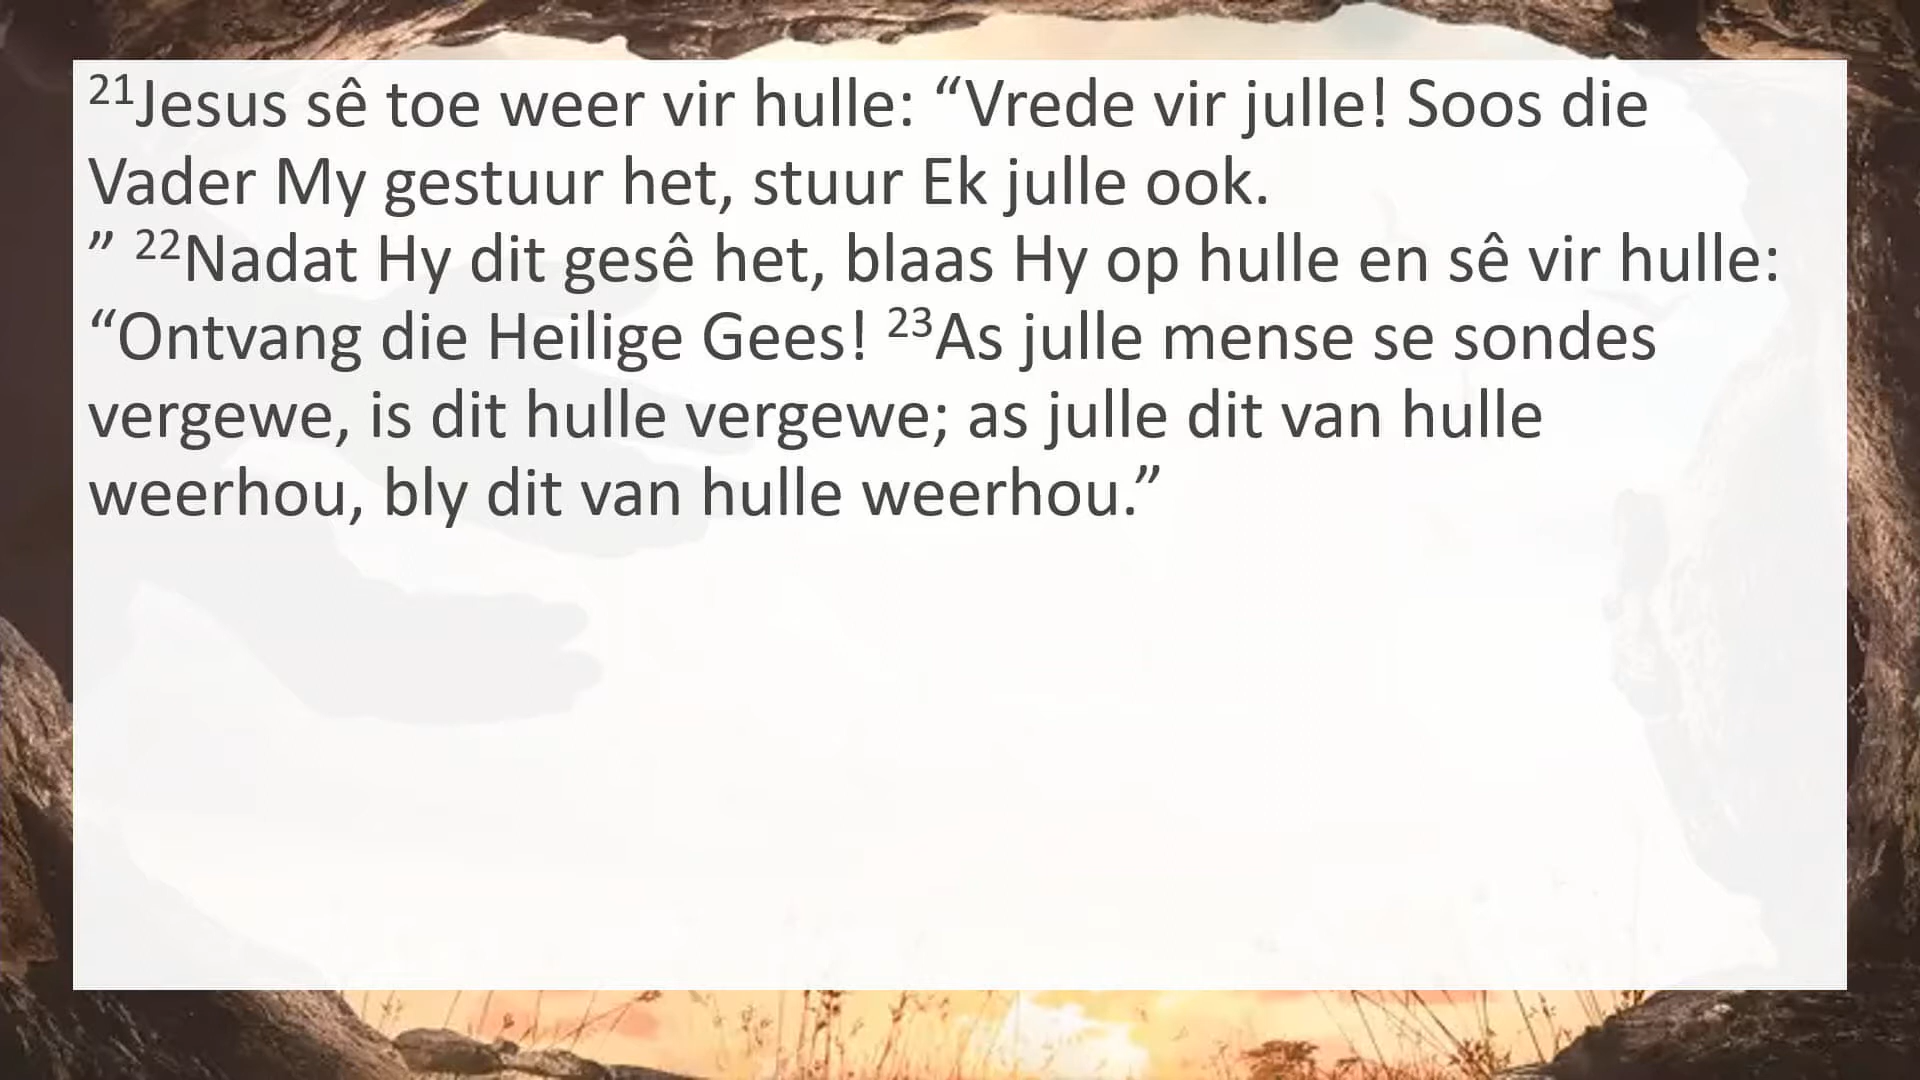 ²¹Jesus sê toe weer vir hulle: “Vrede vir julle! Soos die
Vader My gestuur het, stuur Ek julle ook.
” ²²Nadat Hy dit gesê het, blaas Hy op hulle en sê vir hulle:
“Ontvang die Heilige Gees! ²³As julle mense se sondes
vergewe, is dit hulle vergewe; as julle dit van hulle
weerhou, bly dit van hulle weerhou.”